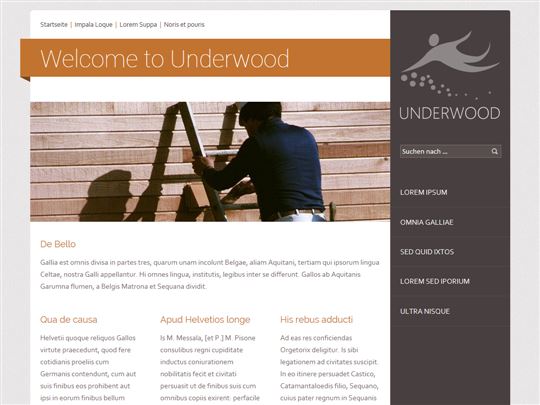 Startseite | Impala Loque | Lorem Suppa | Noris et pouris
Welcome to Underwood
UNDERWOOD
Suchen nach ...
LOREM IPSUM
OMNIA GALLIAE
SED QUID IXTOS
LOREM SED IPORIUM
ULTRA NISQUE
De Bello
Gallia est omnis divisa in partes tres, quarum unam incolunt Belgae, aliam Aquitani, tertiam qui ipsorum lingua
Celtae, nostra Galli appellantur. Hi omnes lingua, institutis, legibus inter se differunt. Gallos ab Aquitanis
Garumna flumen, a Belgis Matrona et Sequana dividit.
Qua de causa
Helvetii quoque reliquos Gallos
virtute praecedunt, quod fere
cotidianis proeliis cum
Germanis contendunt, cum aut
suis finibus eos prohibent aut
ipsi in eorum finibus bellum
Apud Helvetios longe
Is M. Messala, [et P.] M. Pisone
consulibus regni cupiditate
inductus coniurationem
nobilitatis fecit et civitati
persuasit ut de finibus suis cum
omnibus copiis exirent: perfacile
His rebus adducti
Ad eas res conficiendas
Orgetorix deligitur. Is sibi
legationem ad civitates suscipit.
In eo itinere persuadet Castico,
Catamantaloedis filio, Sequano,
cuius pater regnum in Sequanis